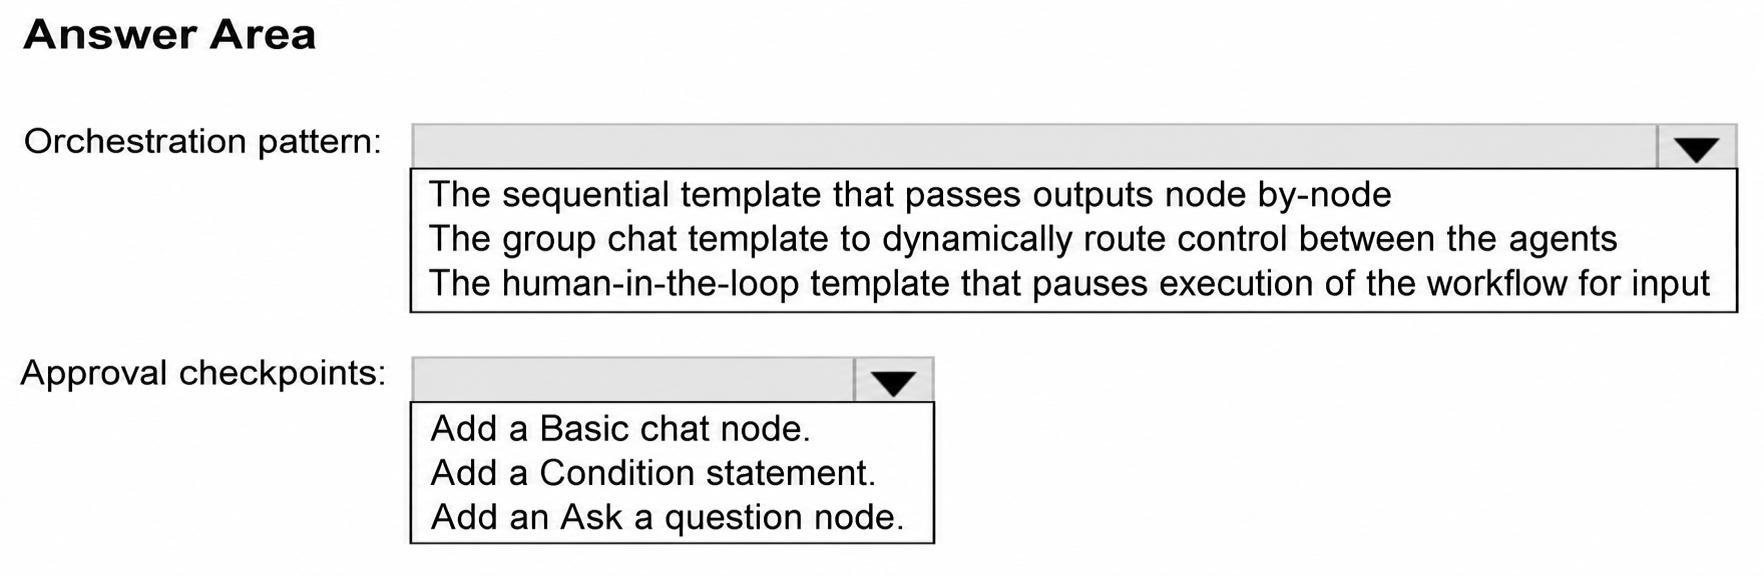 Answer Area
Orchestration pattern:
The sequential template that passes outputs node by-node
The group chat template to dynamically route control between the agents
The human-in-the-loop template that pauses execution of the workflow for input
Approval checkpoints:
Add a Basic chat node.
Add a Condition statement.
Add an Ask a question node.